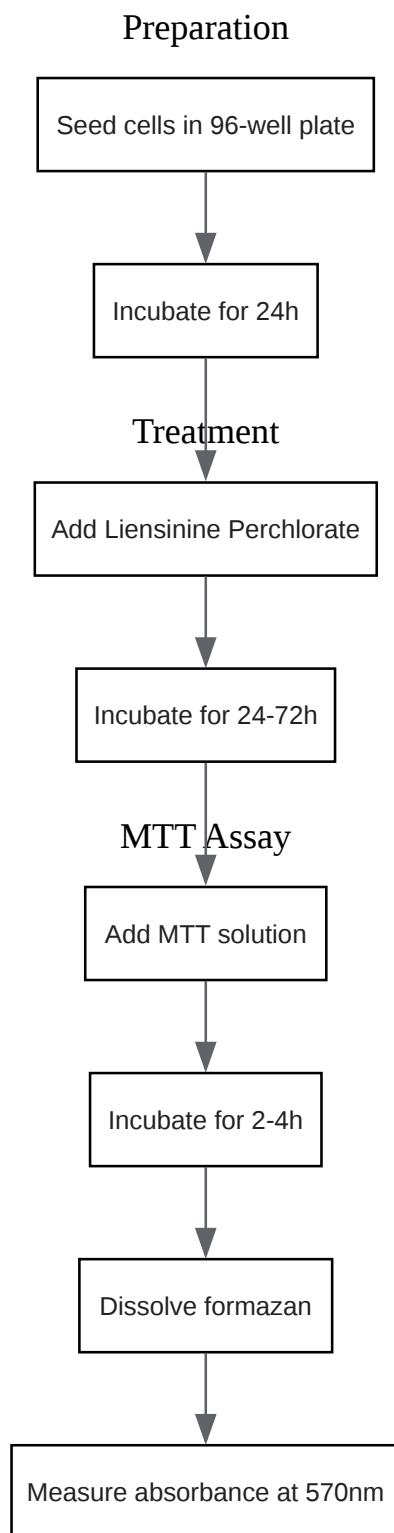 Preparation
Seed cells in 96-well plate
Incubate for 24h
Treatment
Add Liensinine Perchlorate
Incubate for 24-72h
MTT Assay
Add MTT solution
Incubate for 2-4h
Dissolve formazan
Measure absorbance at 570nm